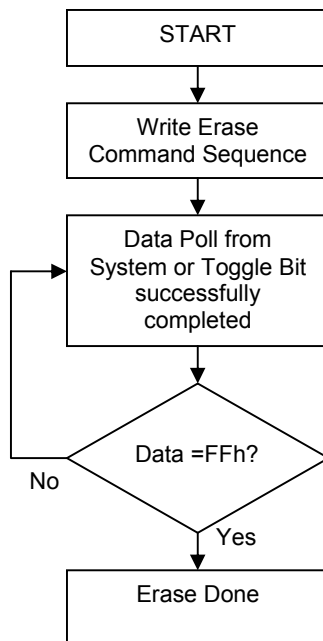 START
Write Erase
Command Sequence
Data Poll from
System or Toggle Bit
successfully
completed
Data =FFh?
No
Yes
Erase Done